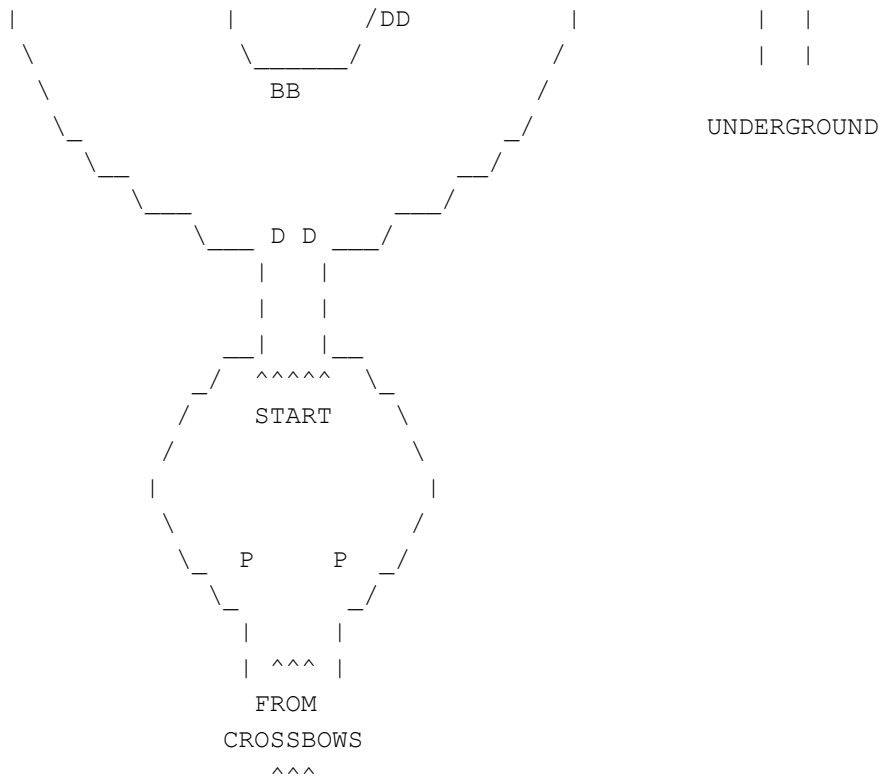 /DD
BB
UNDERGROUND
D D
^^^^^
START
P P
^^^
FROM
CROSSBOWS
^^^